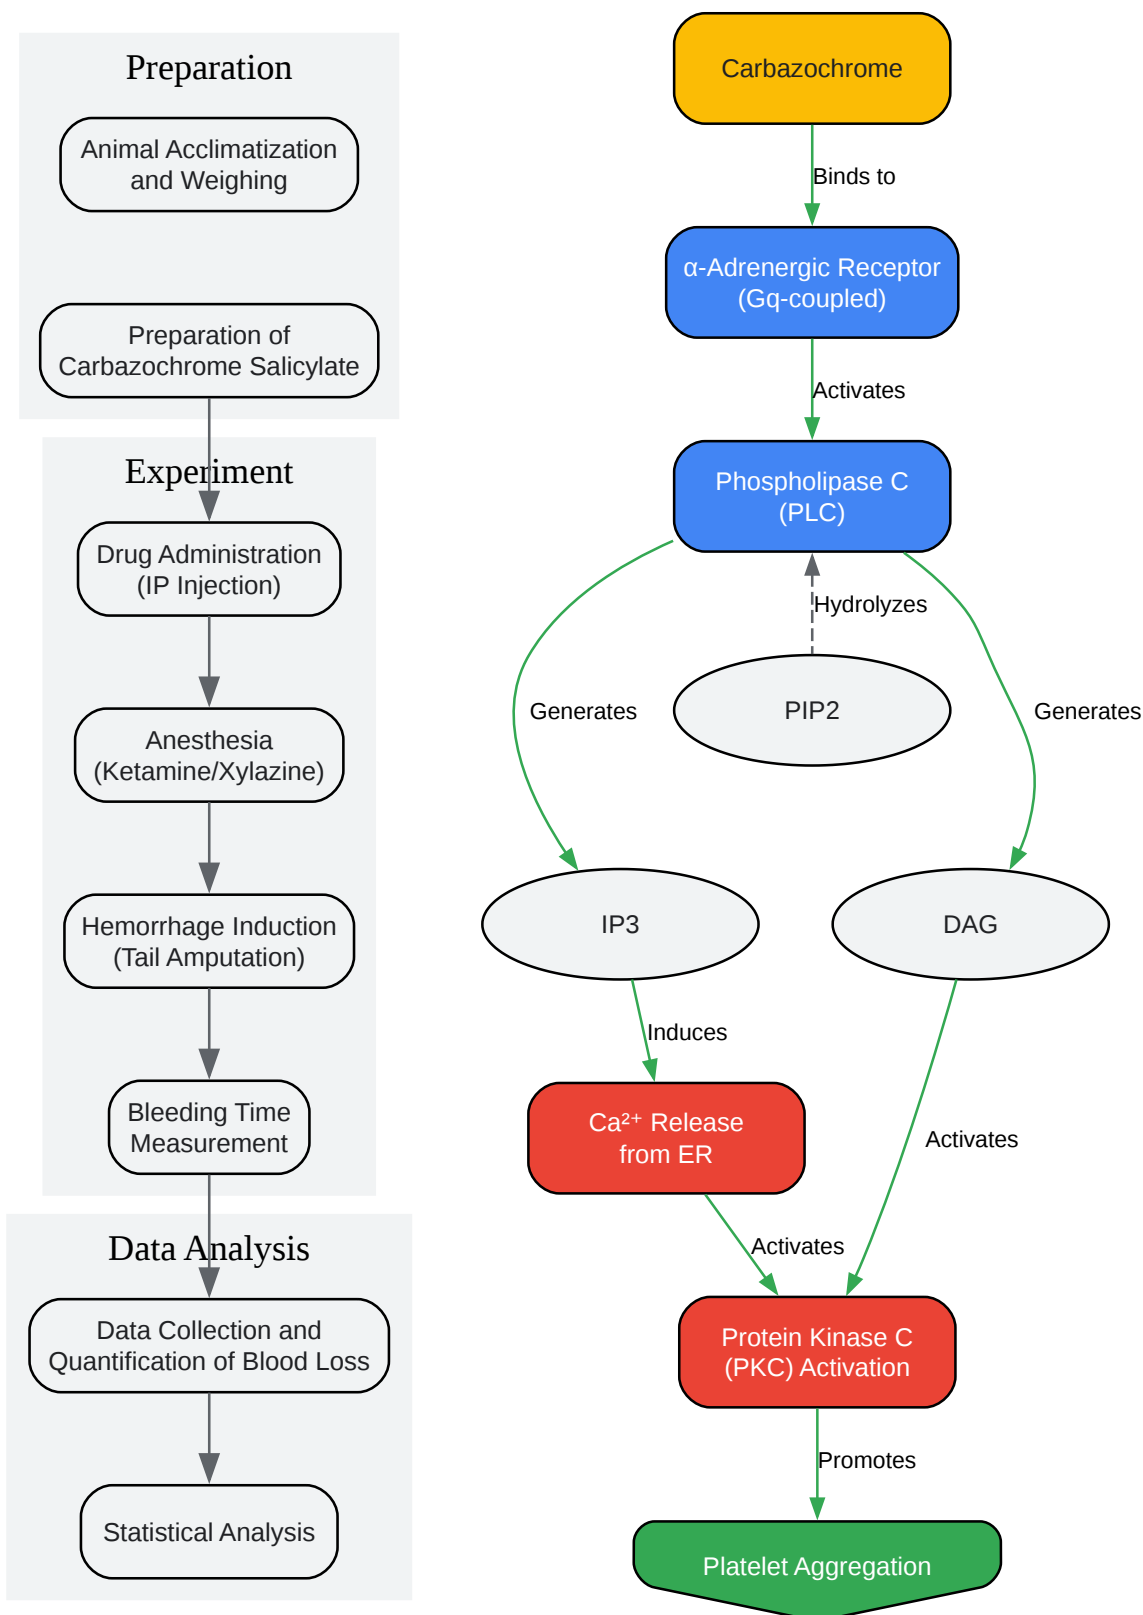 Preparation
Animal Acclimatization
and Weighing
Preparation of
Carbazochrome Salicylate
Experiment
Drug Administration
(IP Injection)
Anesthesia
(Ketamine/Xylazine)
Hemorrhage Induction
(Tail Amputation)
Bleeding Time
Measurement
Data Analysis
Data Collection and
Quantification of Blood Loss
Statistical Analysis
Carbazochrome
Binds to
α-Adrenergic Receptor
(Gq-coupled)
Activates
Phospholipase C
(PLC)
Hydrolyzes
Generates
PIP2
Generates
IP3
DAG
Induces
Ca²⁺ Release
from ER
Activates
Activates
Protein Kinase C
(PKC) Activation
Promotes
Platelet Aggregation